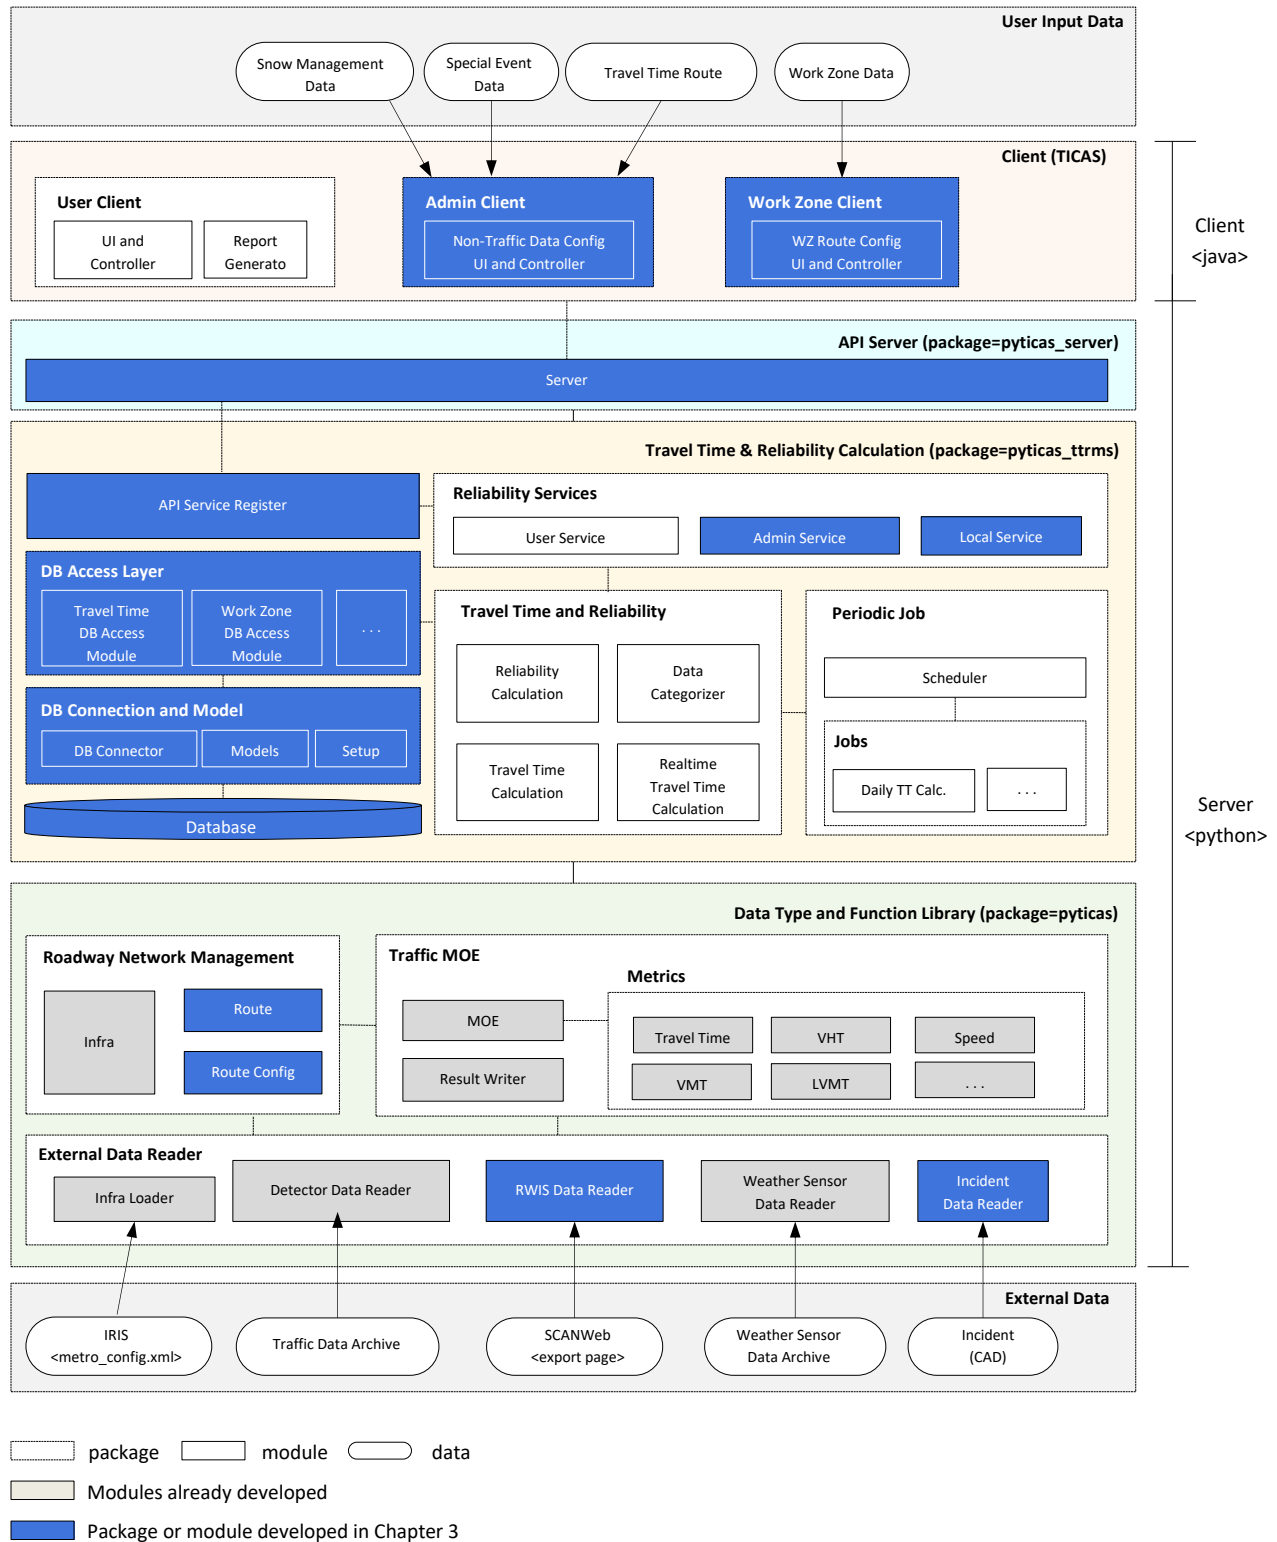 User Input Data
Snow Management
Data
Special Event
Data
Travel Time Route
Work Zone Data
Client (TICAS)
User Client
UI and
Controller
Report
Generato
Admin Client
Non-Traffic Data Config
UI and Controller
Work Zone Client
WZ Route Config
UI and Controller
Client
<java>
API Server (package=pyticas_server)
Server
Travel Time & Reliability Calculation (package=pyticas_ttrms)
API Service Register
Reliability Services
User Service
Admin Service
Local Service
DB Access Layer
Travel Time
DB Access
Module
Work Zone
DB Access
Module
. . .
DB Connection and Model
DB Connector
Models
Setup
Database
Travel Time and Reliability
Reliability
Calculation
Data
Categorizer
Travel Time
Calculation
Realtime
Travel Time
Calculation
Periodic Job
Scheduler
Jobs
Daily TT Calc.
. . .
Server
<python>
Data Type and Function Library (package=pyticas)
Roadway Network Management
Infra
Route
Route Config
Traffic MOE
MOE
Result Writer
Metrics
Travel Time
VHT
Speed
VMT
LVMT
. . .
External Data Reader
Infra Loader
Detector Data Reader
RWIS Data Reader
Weather Sensor
Data Reader
Incident
Data Reader
External Data
IRIS
<metro_config.xml>
Traffic Data Archive
SCANWeb
<export page>
Weather Sensor
Data Archive
Incident
(CAD)
package
module
data
Modules already developed
Package or module developed in Chapter 3